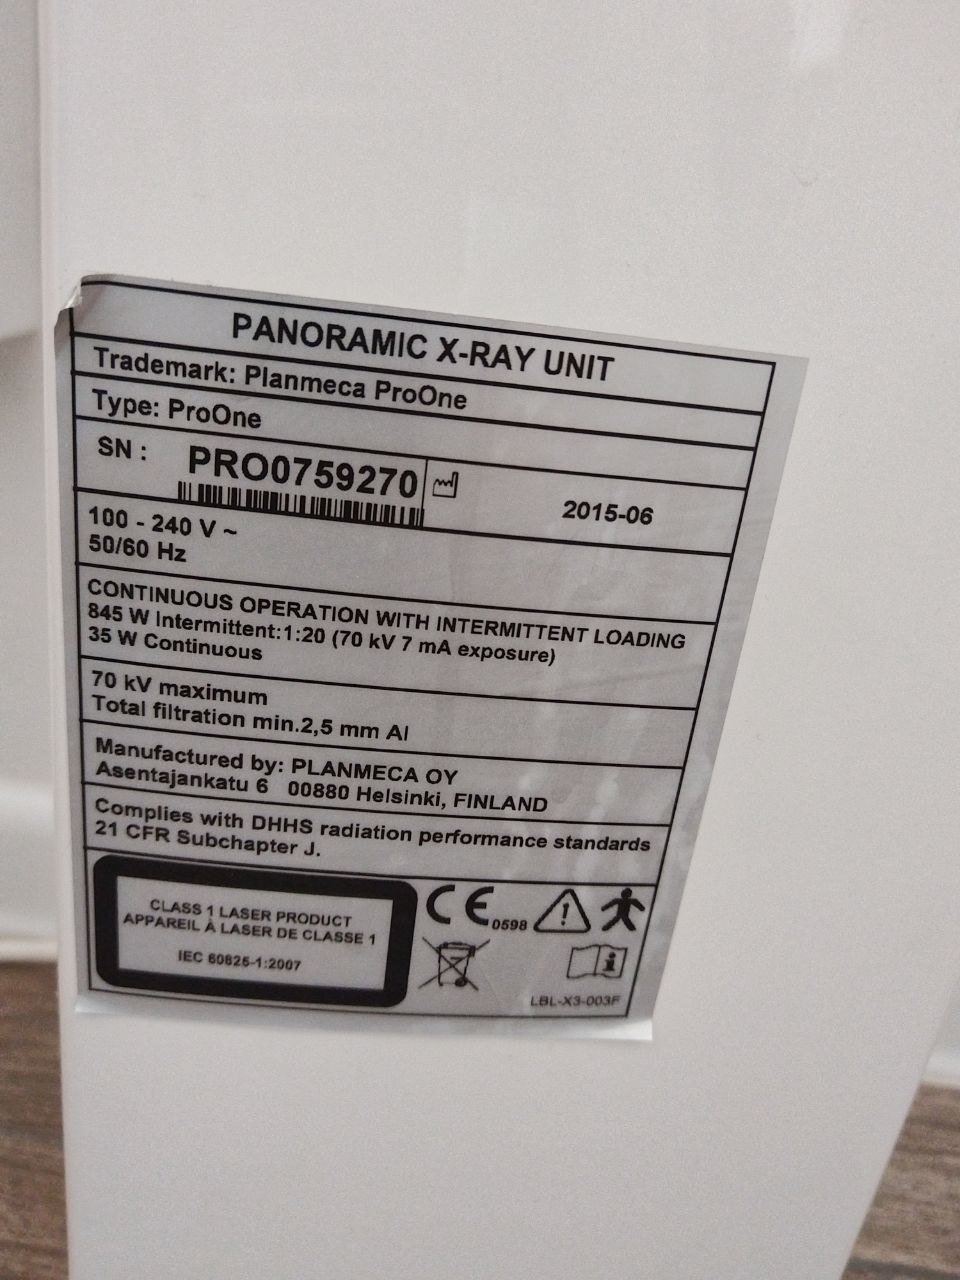 PANORAMIC X-RAY UNIT
Trademark: Planmeca ProOne
Type: ProOne
SN : PRO0759270 2015-06
100 - 240 V ~
50/60 Hz
CONTINUOUS OPERATION WITH INTERMITTENT LOADING
845 W Intermittent:1:20 (70 kV 7 mA exposure)
35 W Continuous
70 kV maximum
Total filtration min.2,5 mm Al
Manufactured by: PLANMECA OY
Asentajankatu 6 00880 Helsinki, FINLAND
Complies with DHHS radiation performance standards
21 CFR Subchapter J.
CLASS 1 LASER PRODUCT
APPAREIL À LASER DE CLASSE 1
IEC 60825-1:2007
CE 0598
LBL-X3-003F